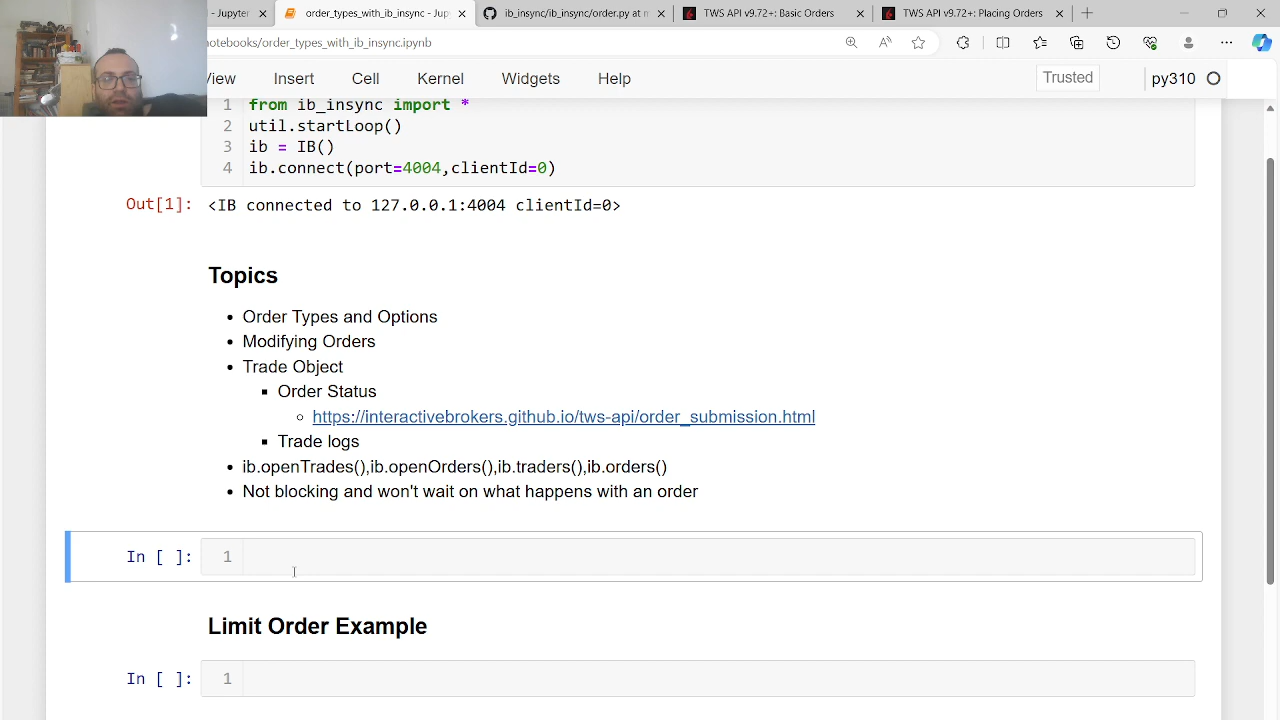 - Jupyter
order_types_with_ib_insync - Jup
ib_insync/ib_insync/order.py at m
TWS API v9.72+: Basic Orders
TWS API v9.72+: Placing Orders
notebooks/order_types_with_ib_insync.ipynb
View Insert Cell Kernel Widgets Help
Trusted
py310
1 from ib_insync import *
2 util.startLoop()
3 ib = IB()
4 ib.connect(port=4004,clientId=0)
Out[1]: <IB connected to 127.0.0.1:4004 clientId=0>
Topics
Order Types and Options
Modifying Orders
Trade Object
Order Status
https://interactivebrokers.github.io/tws-api/order_submission.html
Trade logs
ib.openTrades(),ib.openOrders(),ib.traders(),ib.orders()
Not blocking and won't wait on what happens with an order
In [ ]: 1
Limit Order Example
In [ ]: 1